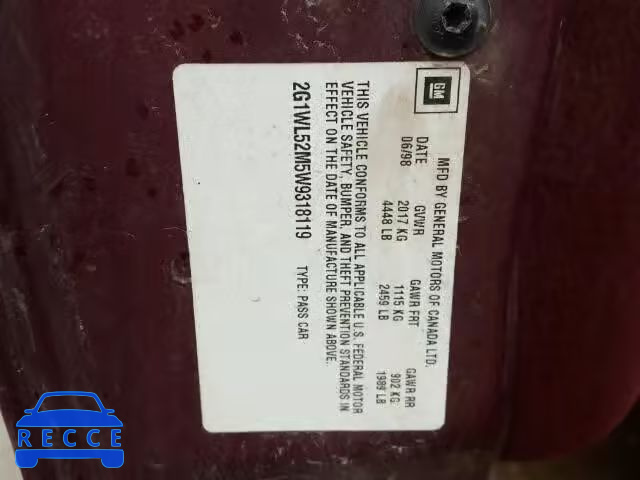 GM
MFD BY GENERAL MOTORS OF CANADA LTD.
DATE GVWR GAWR FRT GAWR RR
06/98 2017 KG 1115 KG 902 KG
4448 LB 2459 LB 1989 LB
THIS VEHICLE CONFORMS TO ALL APPLICABLE U.S. FEDERAL MOTOR
VEHICLE SAFETY, BUMPER, AND THEFT PREVENTION STANDARDS IN
EFFECT ON THE DATE OF MANUFACTURE SHOWN ABOVE.
2G1WL52M5W9318119 TYPE: PASS CAR
RECCE